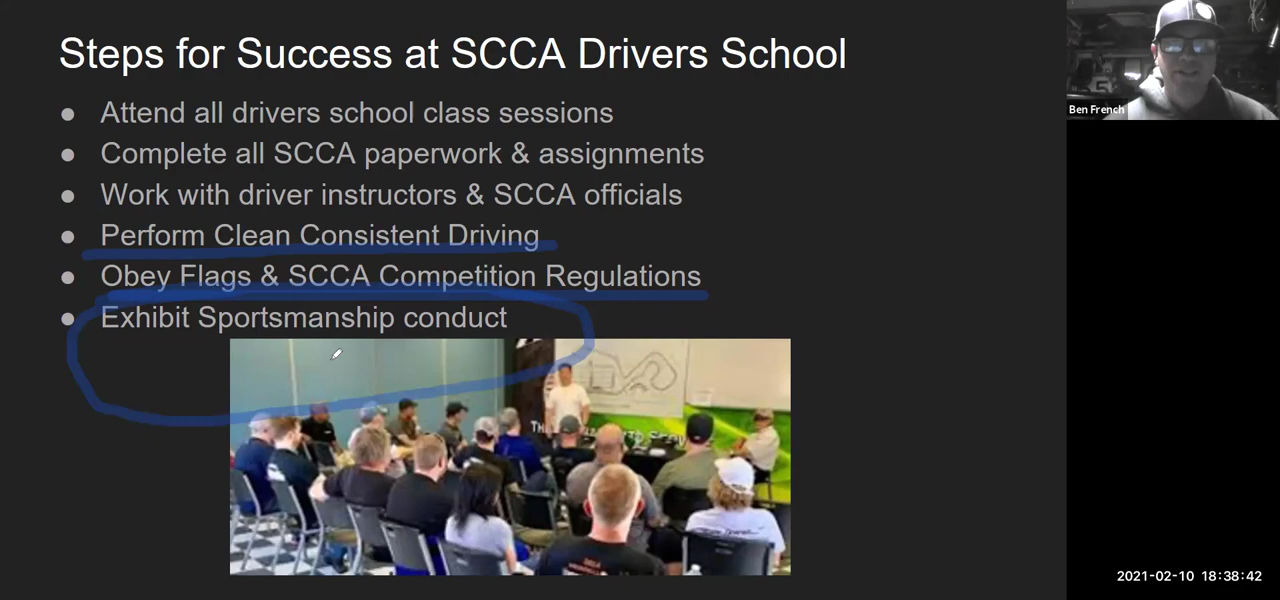 Steps for Success at SCCA Drivers School
● Attend all drivers school class sessions
● Complete all SCCA paperwork & assignments
● Work with driver instructors & SCCA officials
● Perform Clean Consistent Driving
● Obey Flags & SCCA Competition Regulations
● Exhibit Sportsmanship conduct
Ben French
2021-02-10 18:38:42